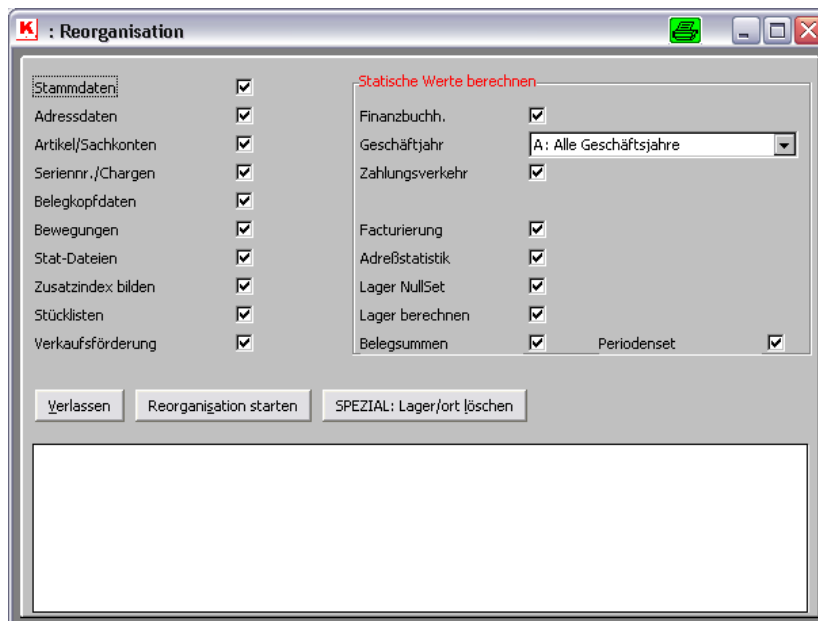 K : Reorganisation
Stammdaten
Adressdaten
Artikel/Sachkonten
Seriennr./Chargen
Belegkopfdaten
Bewegungen
Stat-Dateien
Zusatzindex bilden
Stücklisten
Verkaufsförderung
Statische Werte berechnen
Finanzbuchh.
Geschäftjahr A: Alle Geschäftsjahre
Zahlungsverkehr
Facturierung
Adreßstatistik
Lager NullSet
Lager berechnen
Belegsummen Periodenset
Verlassen Reorganisation starten SPEZIAL: Lager/ort löschen